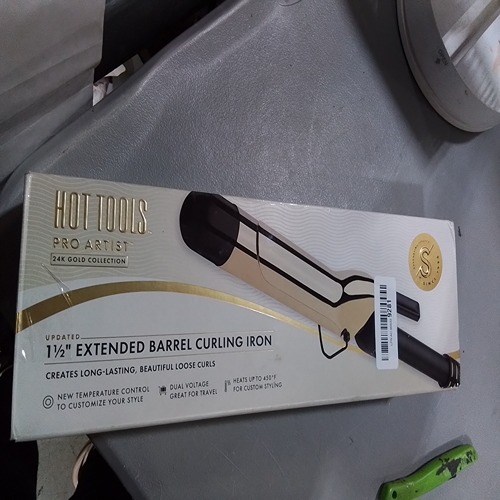 HOT TOOLS
PRO ARTIST
24K GOLD COLLECTION
UPDATED
1½" EXTENDED BARREL CURLING IRON
CREATES LONG-LASTING, BEAUTIFUL LOOSE CURLS
NEW TEMPERATURE CONTROL
TO CUSTOMIZE YOUR STYLE
DUAL VOLTAGE
GREAT FOR TRAVEL
HEATS UP TO 430°F
FOR CUSTOM STYLING
S
9781